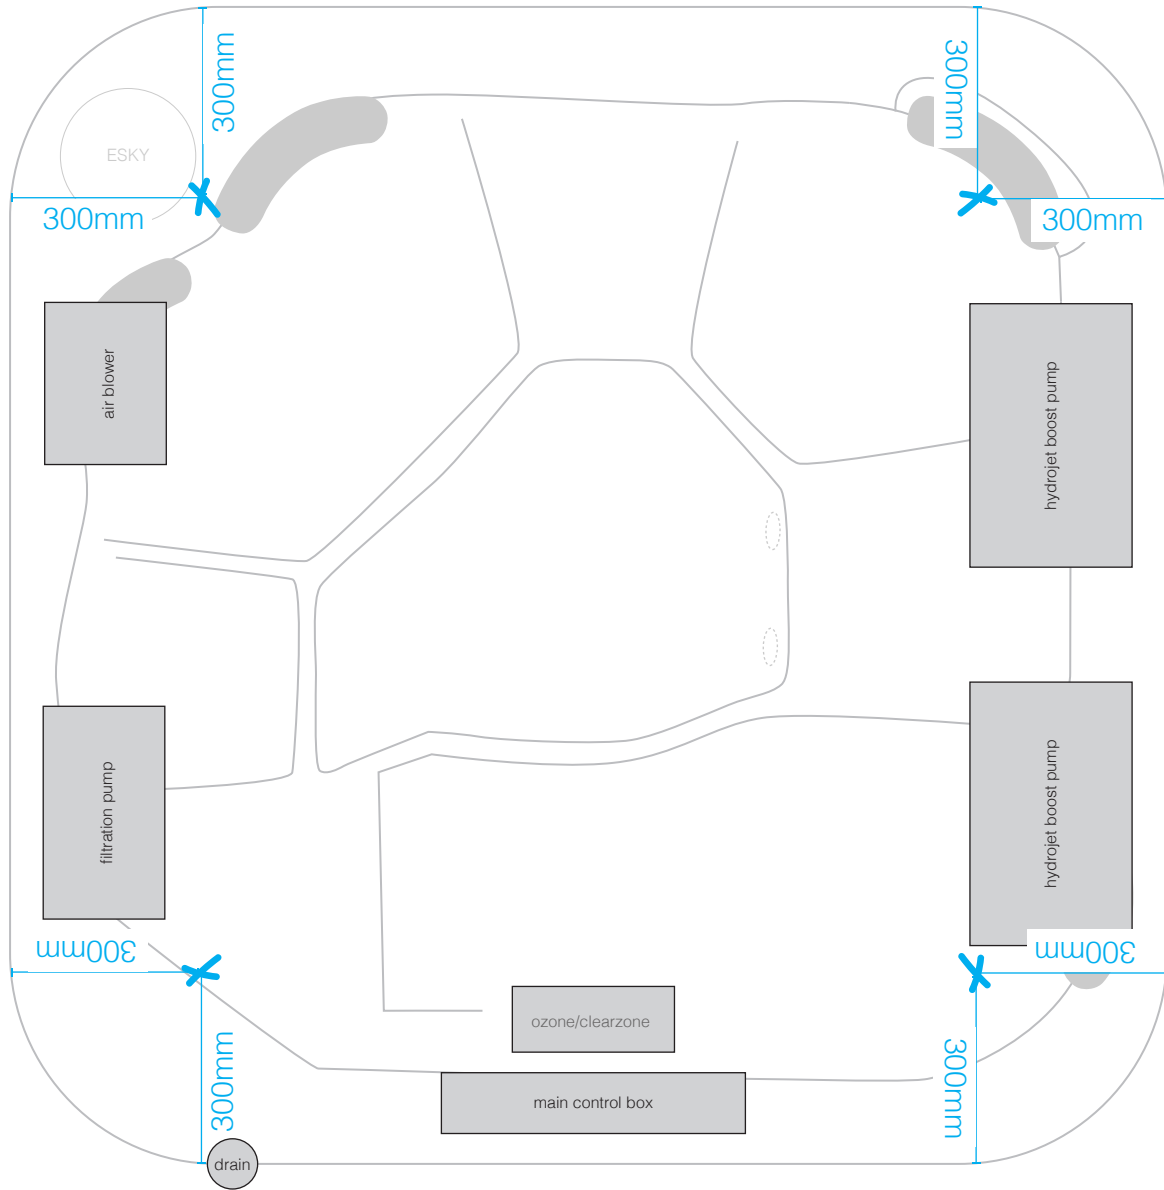 300mm
300mm
ESKY
300mm
300mm
air blower
hydrojet boost pump
filtration pump
hydrojet boost pump
300mm
300mm
ozone/clearzone
300mm
300mm
main control box
drain